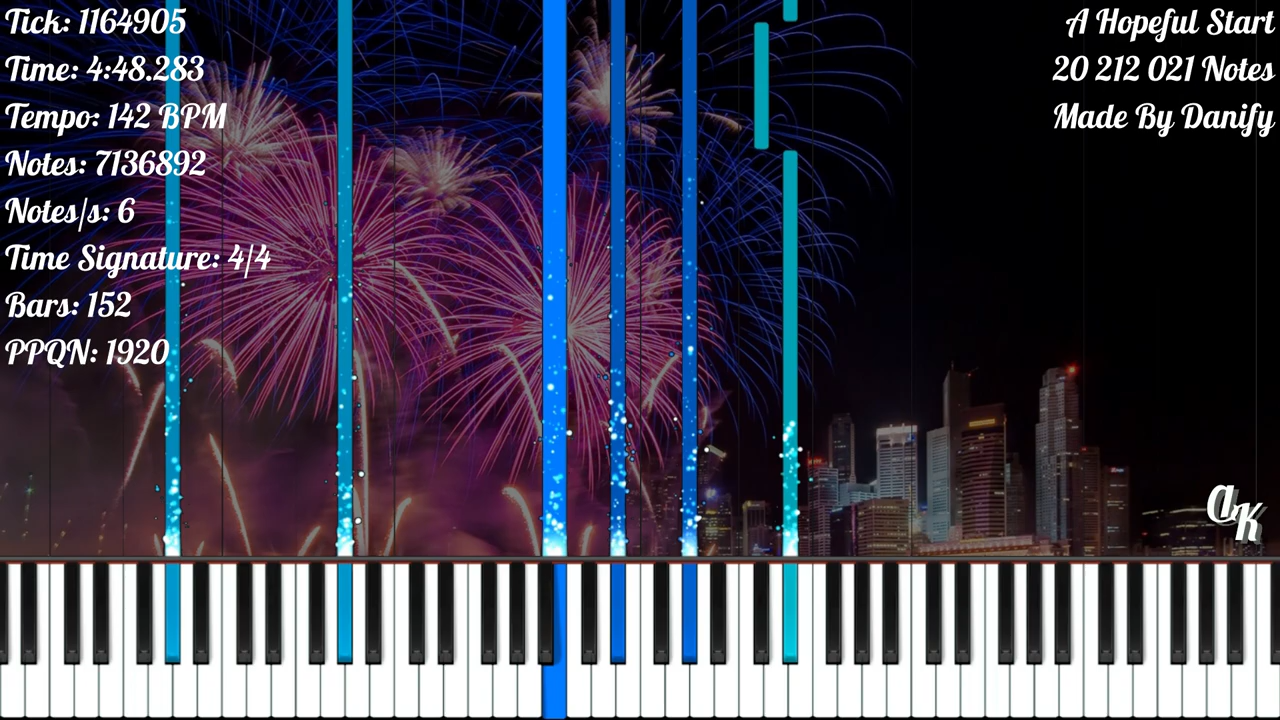 Tick: 1164905
Time: 4:48.283
Tempo: 142 BPM
Notes: 7136892
Notes/s: 6
Time Signature: 4/4
Bars: 152
PPQN: 1920
A Hopeful Start
20 212 021 Notes
Made By Danify
aK